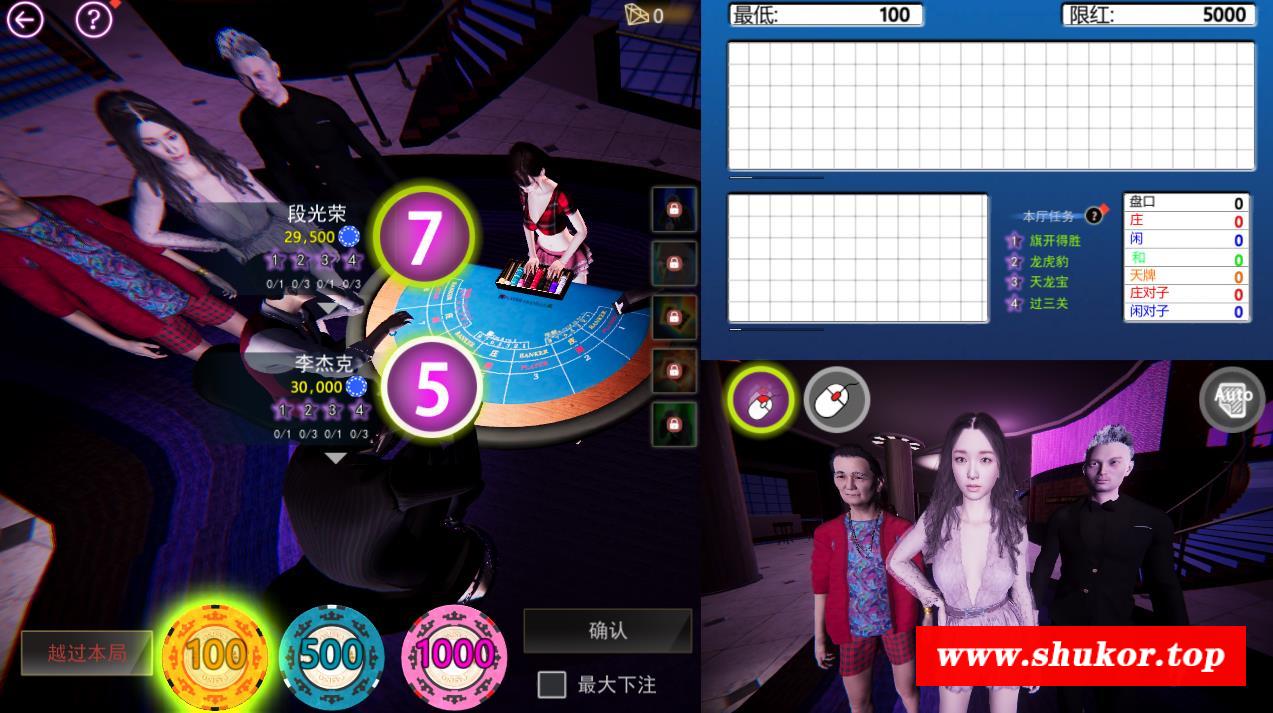 ?
0
最低: 100
限红: 5000
段光荣
29,500
1 2 3 4
0/1 0/3 0/1 0/3
7
李杰克
30,000
1 2 3 4
0/1 0/3 0/1 0/3
5
BANKER
PLAYER
3
本厅任务 ?
1 旗开得胜
2 龙虎豹
3 天龙宝
4 过三关
盘口 0
庄 0
闲 0
和 0
天牌 0
庄对子 0
闲对子 0
Auto
越过本局
100
500
1000
确认
最大下注
www.shukor.top